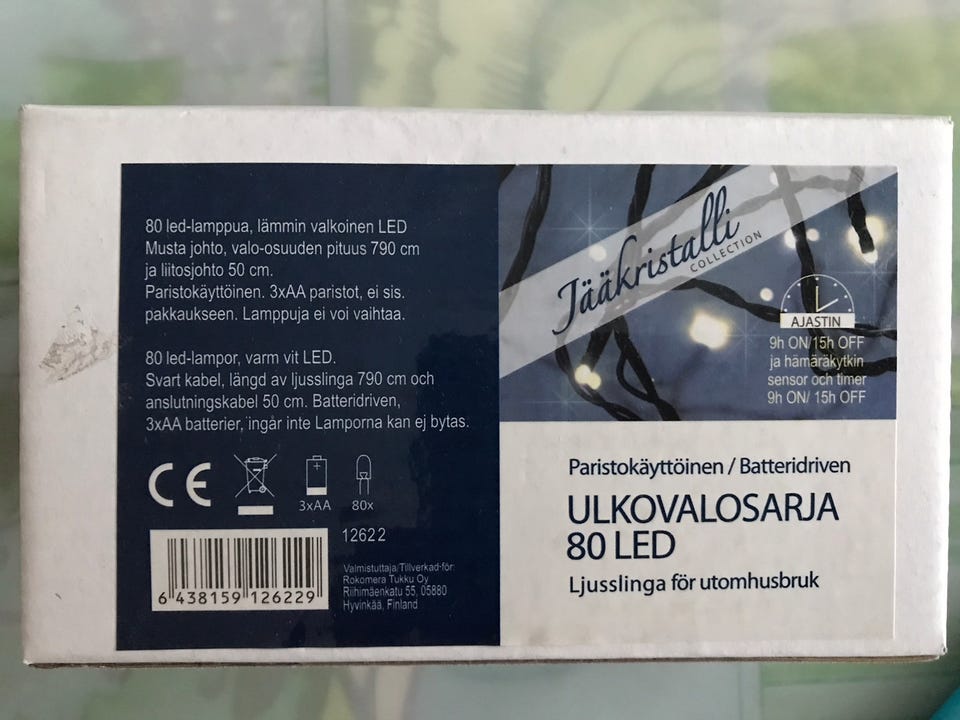 80 led-lamppua, lämmin valkoinen LED
Musta johto, valo-osuuden pituus 790 cm
ja liitosjohto 50 cm.
Paristokäyttöinen. 3xAA paristot, ei sis.
pakkaukseen. Lamppuja ei voi vaihtaa.
80 led-lampor, varm vit LED.
Svart kabel, längd av ljusslinga 790 cm och
anslutningskabel 50 cm. Batteridriven,
3xAA batterier, ingår inte Lamporna kan ej bytas.
CE
3xAA 80x
12622
6 438159 126229
Valmistuttaja/Tillverkad för:
Rokomera Tukku Oy
Riihimäenkatu 55, 05880
Hyvinkää, Finland
Jääkristalli
COLLECTION
AJASTIN
9h ON/15h OFF
ja hämäräkytkin
sensor och timer
9h ON/ 15h OFF
Paristokäyttöinen / Batteridriven
ULKOVALOSARJA
80 LED
Ljusslinga för utomhusbruk